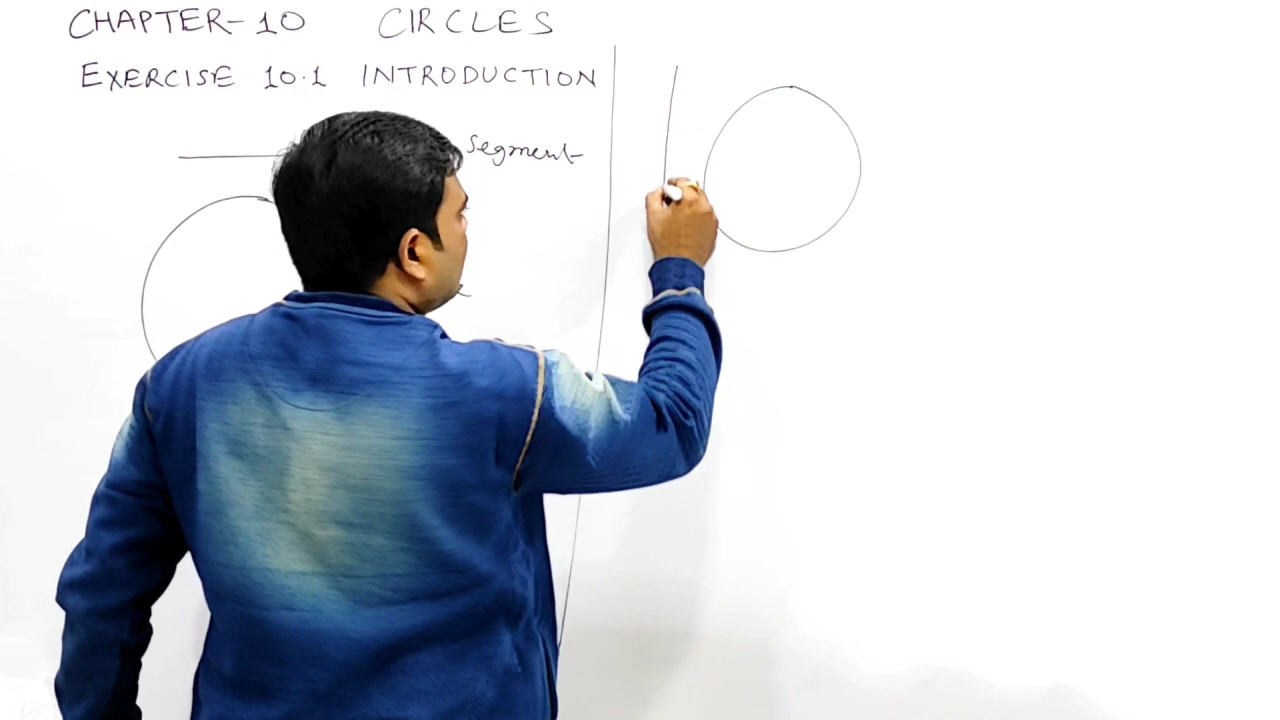 CHAPTER-10 CIRCLES
EXERCISE 10.1 INTRODUCTION
Segment